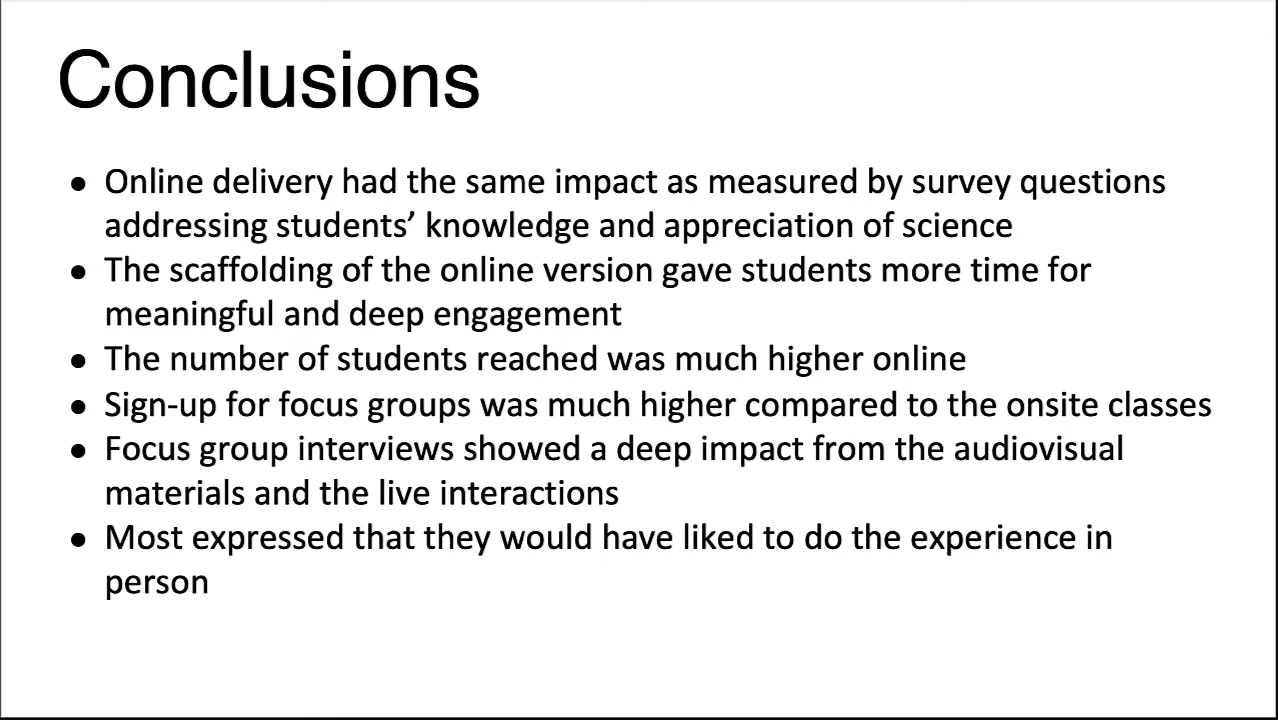 Conclusions
● Online delivery had the same impact as measured by survey questions
addressing students’ knowledge and appreciation of science
● The scaffolding of the online version gave students more time for
meaningful and deep engagement
● The number of students reached was much higher online
● Sign-up for focus groups was much higher compared to the onsite classes
● Focus group interviews showed a deep impact from the audiovisual
materials and the live interactions
● Most expressed that they would have liked to do the experience in
person